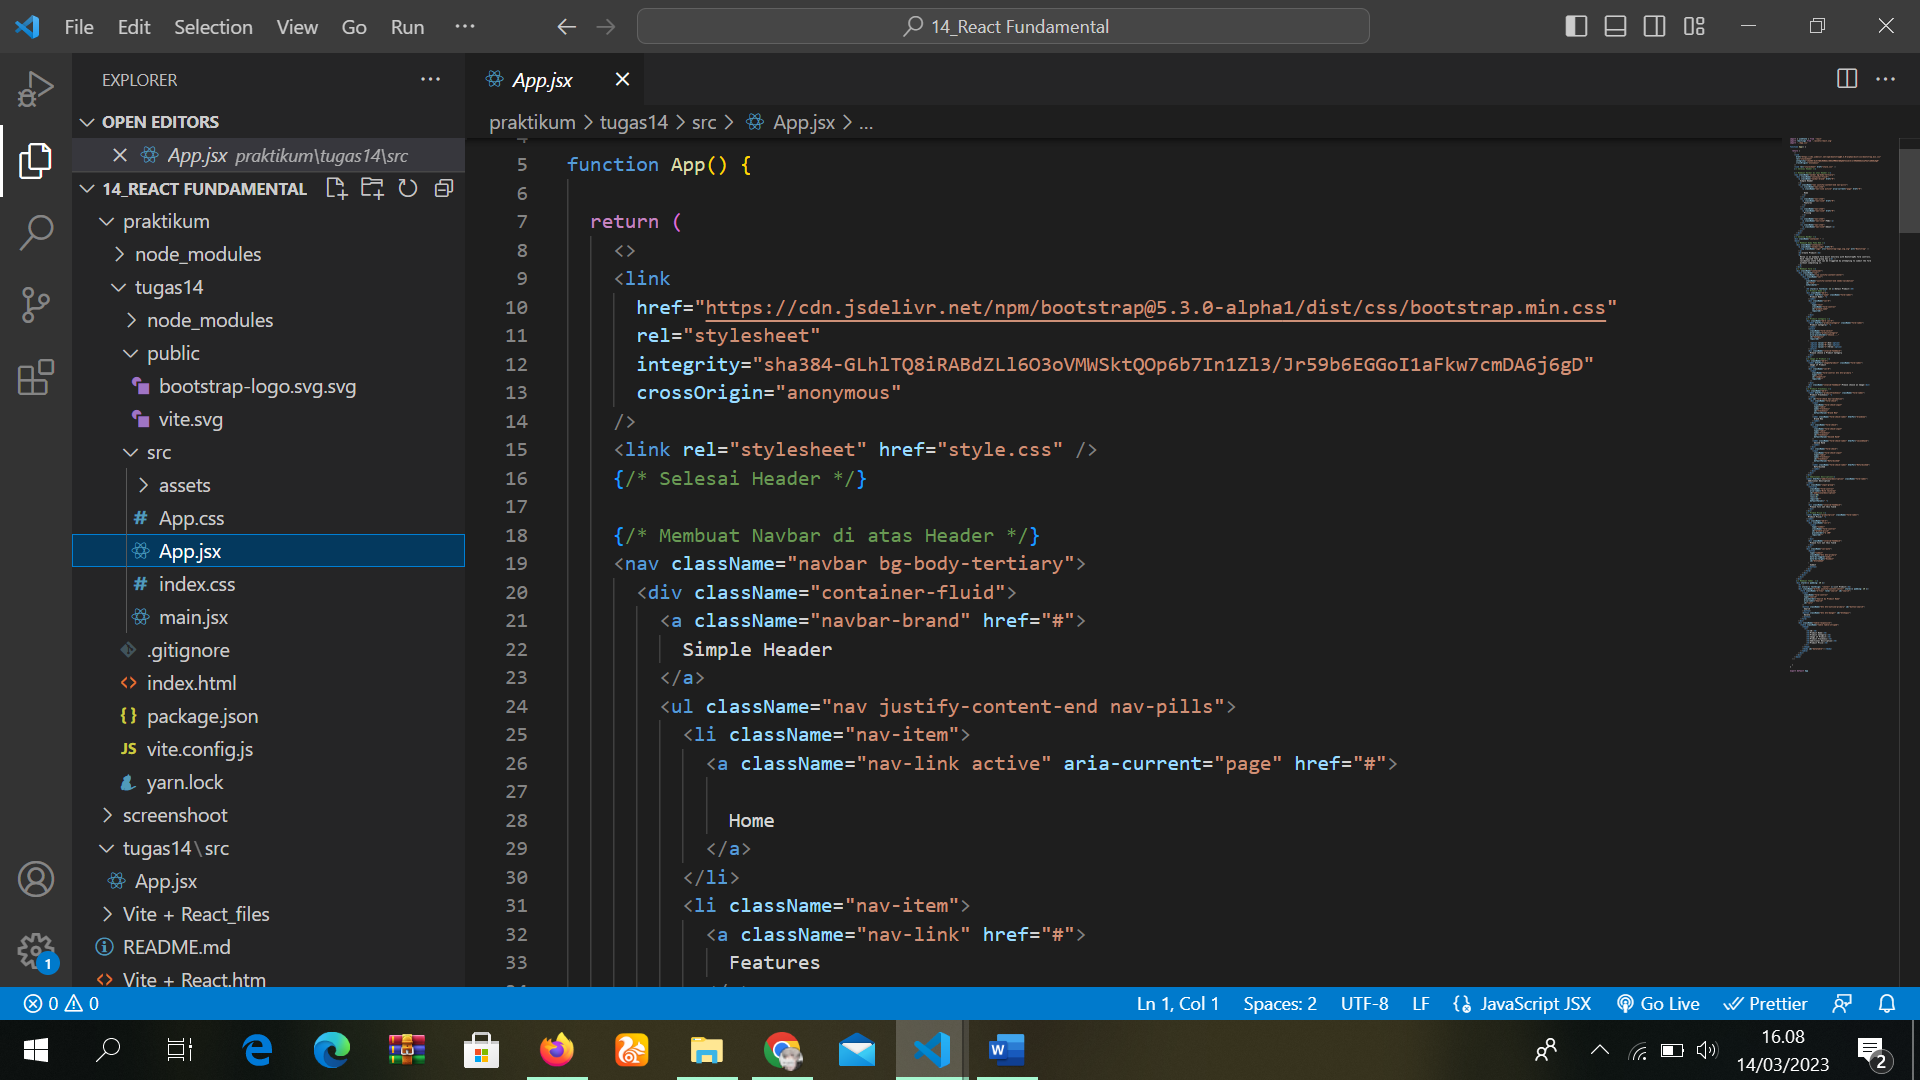 File Edit Selection View Go Run ···
14_React Fundamental
EXPLORER
OPEN EDITORS
App.jsx praktikum\tugas14\src
14_REACT FUNDAMENTAL
praktikum
node_modules
tugas14
node_modules
public
bootstrap-logo.svg.svg
vite.svg
src
assets
# App.css
App.jsx
# index.css
main.jsx
.gitignore
<> index.html
{} package.json
JS vite.config.js
yarn.lock
screenshoot
tugas14\src
App.jsx
Vite + React_files
README.md
<> Vite + React.htm
1
App.jsx
praktikum > tugas14 > src > App.jsx > ...
5 function App() {
6
7 return (
8 <>
9 <link
10 href="https://cdn.jsdelivr.net/npm/bootstrap@5.3.0-alpha1/dist/css/bootstrap.min.css"
11 rel="stylesheet"
12 integrity="sha384-GLhlTQ8iRABdZLl6O3oVMWSktQOp6b7In1Zl3/Jr59b6EGGoI1aFkw7cmDA6j6gD"
13 crossOrigin="anonymous"
14 />
15 <link rel="stylesheet" href="style.css" />
16 {/* Selesai Header */}
17
18 {/* Membuat Navbar di atas Header */}
19 <nav className="navbar bg-body-tertiary">
20 <div className="container-fluid">
21 <a className="navbar-brand" href="#">
22 Simple Header
23 </a>
24 <ul className="nav justify-content-end nav-pills">
25 <li className="nav-item">
26 <a className="nav-link active" aria-current="page" href="#">
27
28 Home
29 </a>
30 </li>
31 <li className="nav-item">
32 <a className="nav-link" href="#">
33 Features
0 0
Ln 1, Col 1 Spaces: 2 UTF-8 LF {} JavaScript JSX Go Live Prettier
16.08
14/03/2023
2